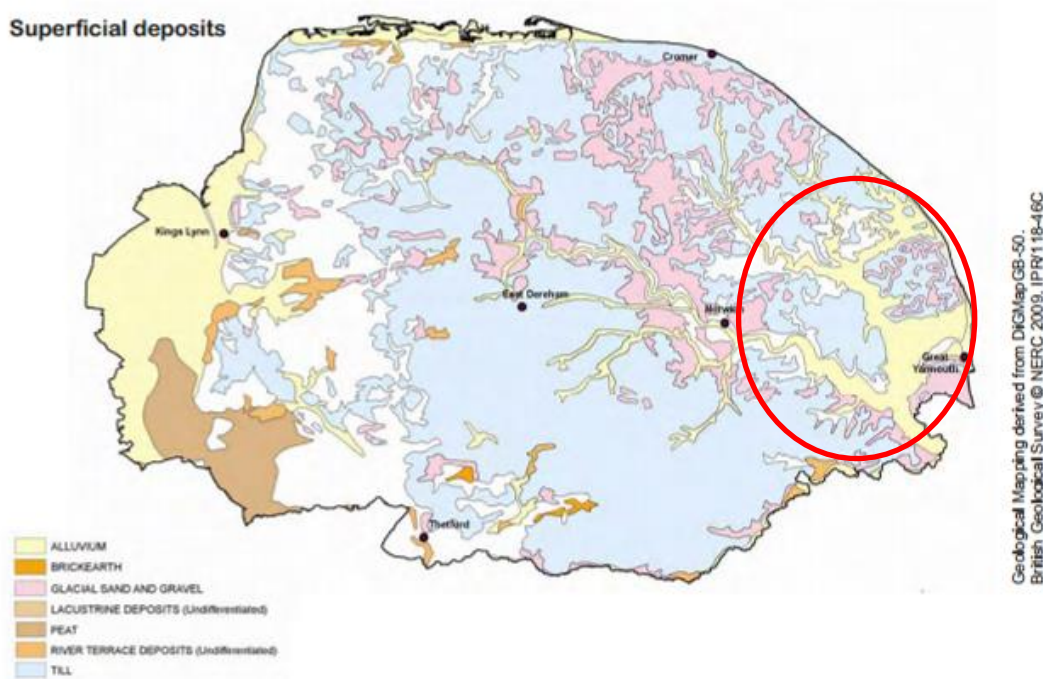 Superficial deposits
Cromer
Kings Lynn
East Dereham
Norwich
Great
Yarmouth
Thetford
ALLUVIUM
BRICKEARTH
GLACIAL SAND AND GRAVEL
LACUSTRINE DEPOSITS (Undifferentiated)
PEAT
RIVER TERRACE DEPOSITS (Undifferentiated)
TILL
Geological Mapping derived from DiGMapGB-50.
British Geological Survey © NERC 2009. IPR/118-46C